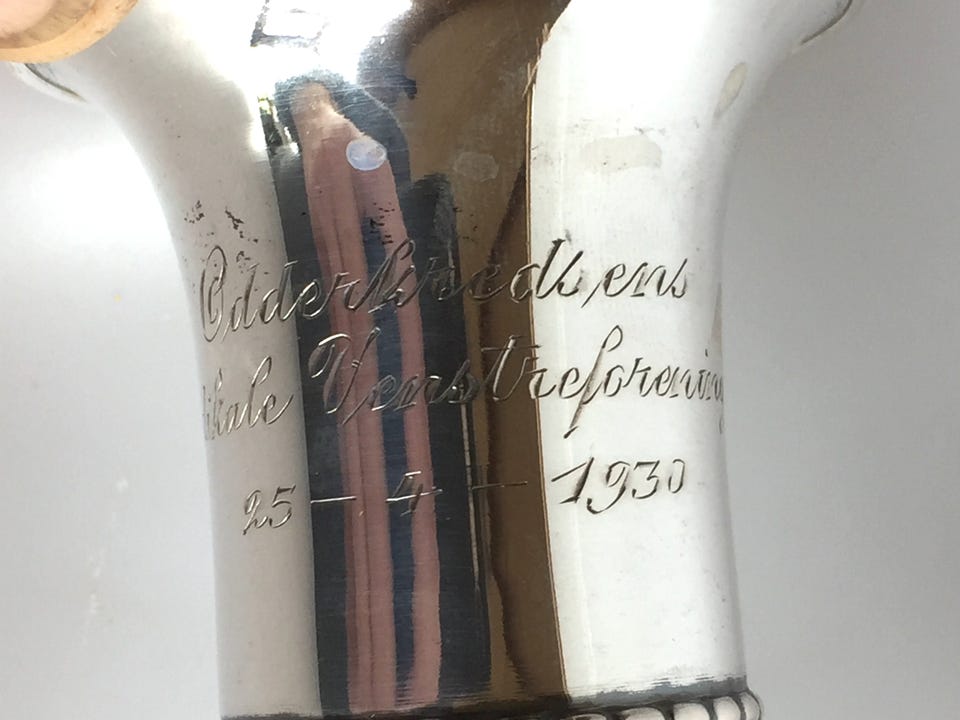 Odderkredsens
ikale Venstreforening
25 — 4 — 1930